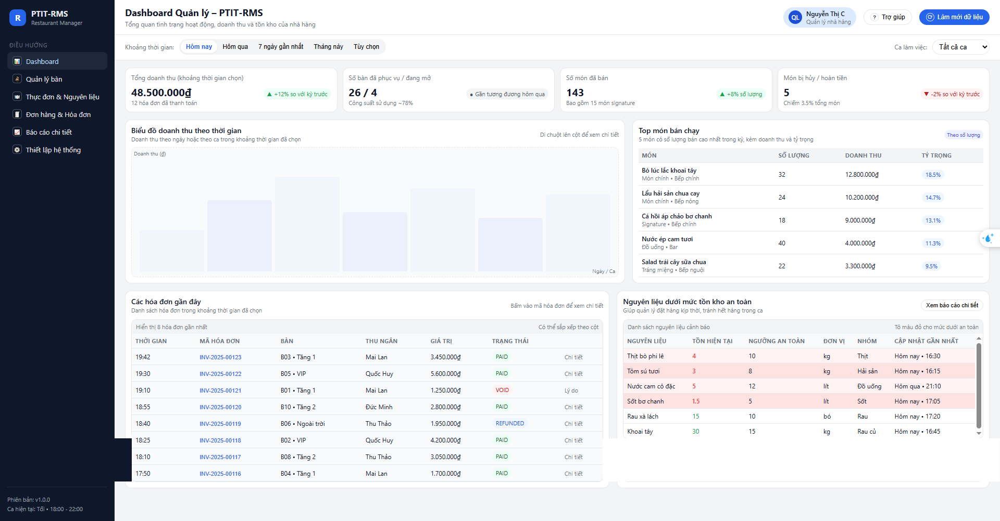 R
PTIT-RMS
Restaurant Manager
ĐIỀU HƯỚNG
Dashboard
Quản lý bàn
Thực đơn & Nguyên liệu
Đơn hàng & Hóa đơn
Báo cáo chi tiết
Thiết lập hệ thống
Phiên bản: v1.0.0
Ca hiện tại: Tối • 18:00 - 22:00
Dashboard Quản lý – PTIT-RMS
Tổng quan tình trạng hoạt động, doanh thu và tồn kho của nhà hàng
QL
Nguyễn Thị C
Quản lý nhà hàng
? Trợ giúp
Làm mới dữ liệu
Khoảng thời gian: Hôm nay Hôm qua 7 ngày gần nhất Tháng này Tùy chọn
Ca làm việc: Tất cả ca
Tổng doanh thu (khoảng thời gian chọn)
48.500.000₫ ▲ +12% so với kỳ trước
12 hóa đơn đã thanh toán
Số bàn đã phục vụ / đang mở
26 / 4 ● Gần tương đương hôm qua
Công suất sử dụng ~78%
Số món đã bán
143 ▲ +8% số lượng
Bao gồm 15 món signature
Món bị hủy / hoàn tiền
5 ▼ -2% so với kỳ trước
Chiếm 3.5% tổng món
Biểu đồ doanh thu theo thời gian
Doanh thu theo ngày hoặc theo ca trong khoảng thời gian đã chọn
Di chuột lên cột để xem chi tiết
Doanh thu (₫)
Ngày / Ca
Top món bán chạy
5 món có số lượng bán cao nhất trong kỳ, kèm doanh thu và tỷ trọng
Theo số lượng
MÓN SỐ LƯỢNG DOANH THU TỶ TRỌNG
Bò lúc lắc khoai tây 32 12.800.000₫ 18.5%
Món chính • Bếp chính
Lẩu hải sản chua cay 24 10.200.000₫ 14.7%
Món chính • Bếp nóng
Cá hồi áp chảo bơ chanh 18 9.000.000₫ 13.1%
Signature • Bếp chính
Nước ép cam tươi 40 4.000.000₫ 11.3%
Đồ uống • Bar
Salad trái cây sữa chua 22 3.300.000₫ 9.5%
Tráng miệng • Bếp nguội
Các hóa đơn gần đây
Danh sách hóa đơn trong khoảng thời gian đã chọn
Bấm vào mã hóa đơn để xem chi tiết
Hiển thị 8 hóa đơn gần nhất Có thể sắp xếp theo cột
THỜI GIAN MÃ HÓA ĐƠN BÀN THU NGÂN GIÁ TRỊ TRẠNG THÁI
19:42 INV-2025-00123 B03 • Tầng 1 Mai Lan 3.450.000₫ PAID Chi tiết
19:30 INV-2025-00122 B05 • VIP Quốc Huy 5.600.000₫ PAID Chi tiết
19:10 INV-2025-00121 B01 • Tầng 1 Mai Lan 1.250.000₫ VOID Lý do
18:55 INV-2025-00120 B10 • Tầng 2 Đức Minh 2.800.000₫ PAID Chi tiết
18:40 INV-2025-00119 B06 • Ngoài trời Thu Thảo 1.950.000₫ REFUNDED Chi tiết
18:25 INV-2025-00118 B02 • VIP Quốc Huy 4.200.000₫ PAID Chi tiết
18:10 INV-2025-00117 B08 • Tầng 2 Thu Thảo 3.050.000₫ PAID Chi tiết
17:50 INV-2025-00116 B04 • Tầng 1 Mai Lan 1.700.000₫ PAID Chi tiết
Nguyên liệu dưới mức tồn kho an toàn
Giúp quản lý đặt hàng kịp thời, tránh hết hàng trong ca
Xem báo cáo chi tiết
Danh sách nguyên liệu cảnh báo Tô màu đỏ cho mức dưới an toàn
NGUYÊN LIỆU TỒN HIỆN TẠI NGƯỠNG AN TOÀN ĐƠN VỊ NHÓM CẬP NHẬT GẦN NHẤT
Thịt bò phi lê 4 10 kg Thịt Hôm nay • 16:30
Tôm sú tươi 3 8 kg Hải sản Hôm nay • 16:15
Nước cam cô đặc 5 12 lít Đồ uống Hôm qua • 21:10
Sốt bơ chanh 1.5 5 lít Sốt Hôm nay • 17:05
Rau xà lách 15 10 bó Rau Hôm nay • 17:20
Khoai tây 30 15 kg Rau củ Hôm nay • 16:45